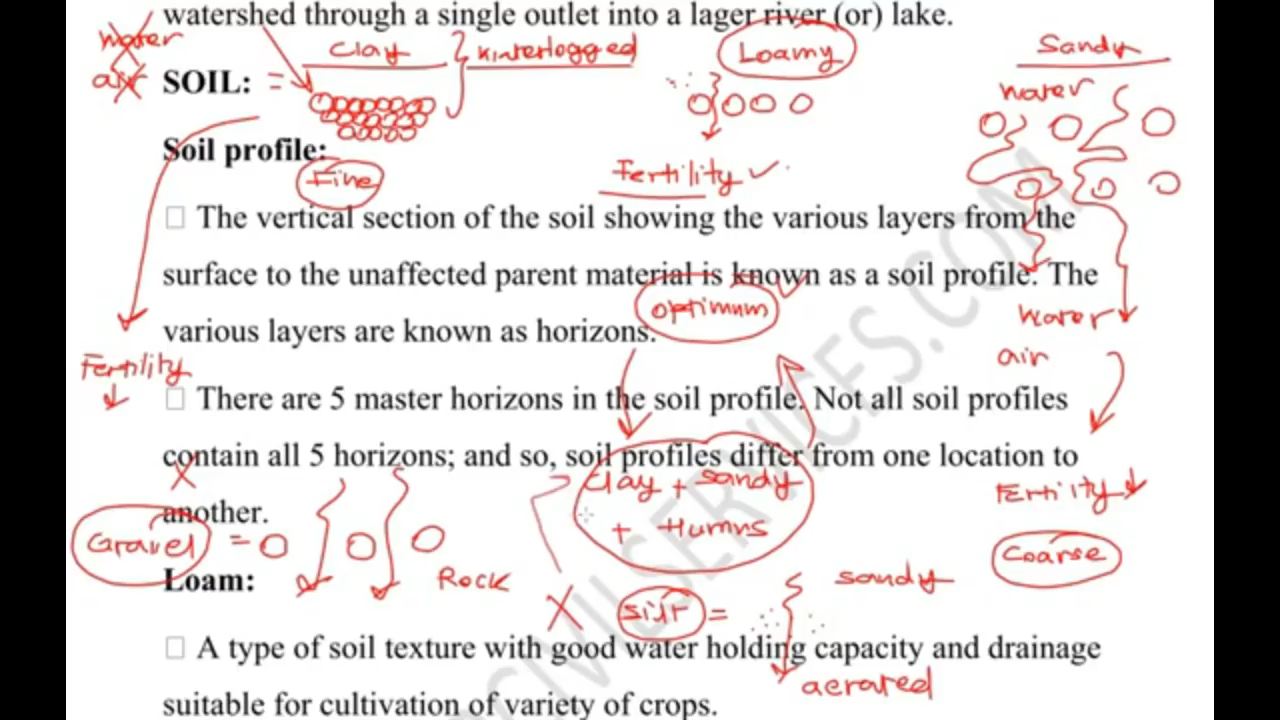 watershed through a single outlet into a lager river (or) lake.
water
air
clay
Loamy
Sandy
SOIL: =
water
Soil profile:
Fine
Fertility
The vertical section of the soil showing the various layers from the
surface to the unaffected parent material is known as a soil profile. The
optimum
water
various layers are known as horizons.
air
Fertility
There are 5 master horizons in the soil profile. Not all soil profiles
contain all 5 horizons; and so, soil profiles differ from one location to
clay + sandy
Fertility
another.
+ Humus
Gravel =
Rock
coarse
Loam:
sandy
silt =
A type of soil texture with good water holding capacity and drainage
aerated
suitable for cultivation of variety of crops.
CIVILSERVICES.COM